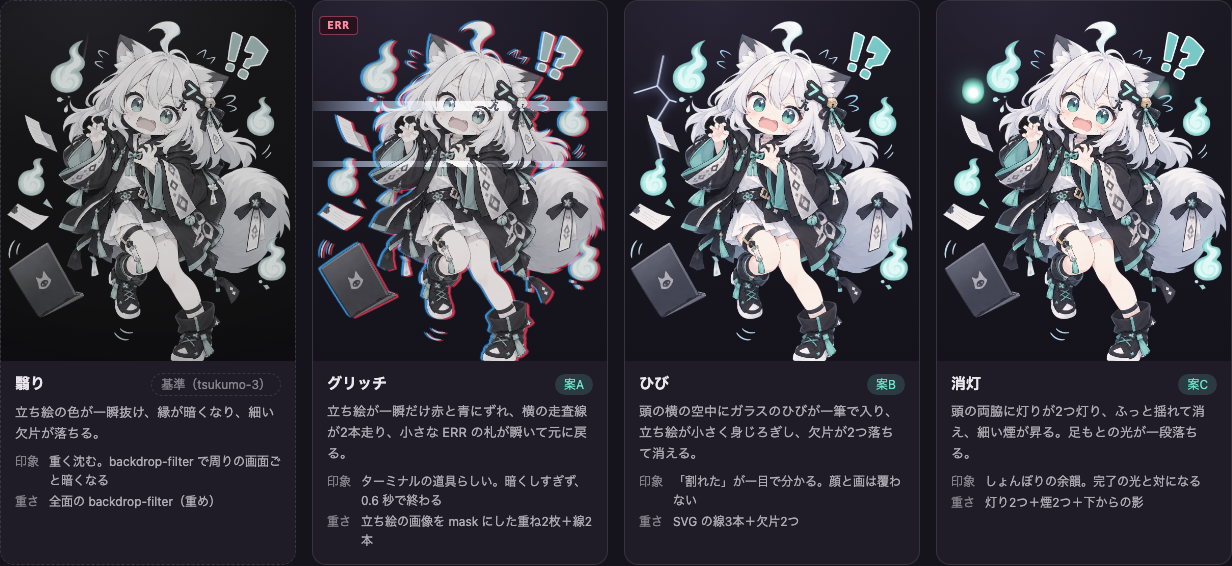 !?
ERR
!?
!?
!?
翳り
基準（tsukumo-3）
立ち絵の色が一瞬抜け、縁が暗くなり、細い
欠片が落ちる。
印象 重く沈む。backdrop-filter で周りの画面ご
と暗くなる
重さ 全面の backdrop-filter（重め）
グリッチ
案A
立ち絵が一瞬だけ赤と青にずれ、横の走査線
が2本走り、小さな ERR の札が瞬いて元に戻
る。
印象 ターミナルの道具らしい。暗くしすぎず、
0.6 秒で終わる
重さ 立ち絵の画像を mask にした重ね2枚＋線2
本
ひび
案B
頭の横の空中にガラスのひびが一筆で入り、
立ち絵が小さく身じろぎし、欠片が2つ落ち
て消える。
印象 「割れた」が一目で分かる。顔と画は覆わ
ない
重さ SVG の線3本＋欠片2つ
消灯
案C
頭の両脇に灯りが2つ灯り、ふっと揺れて消
え、細い煙が昇る。足もとの光が一段落ち
る。
印象 しょんぼりの余韻。完了の光と対になる
重さ 灯り2つ＋煙2つ＋下からの影